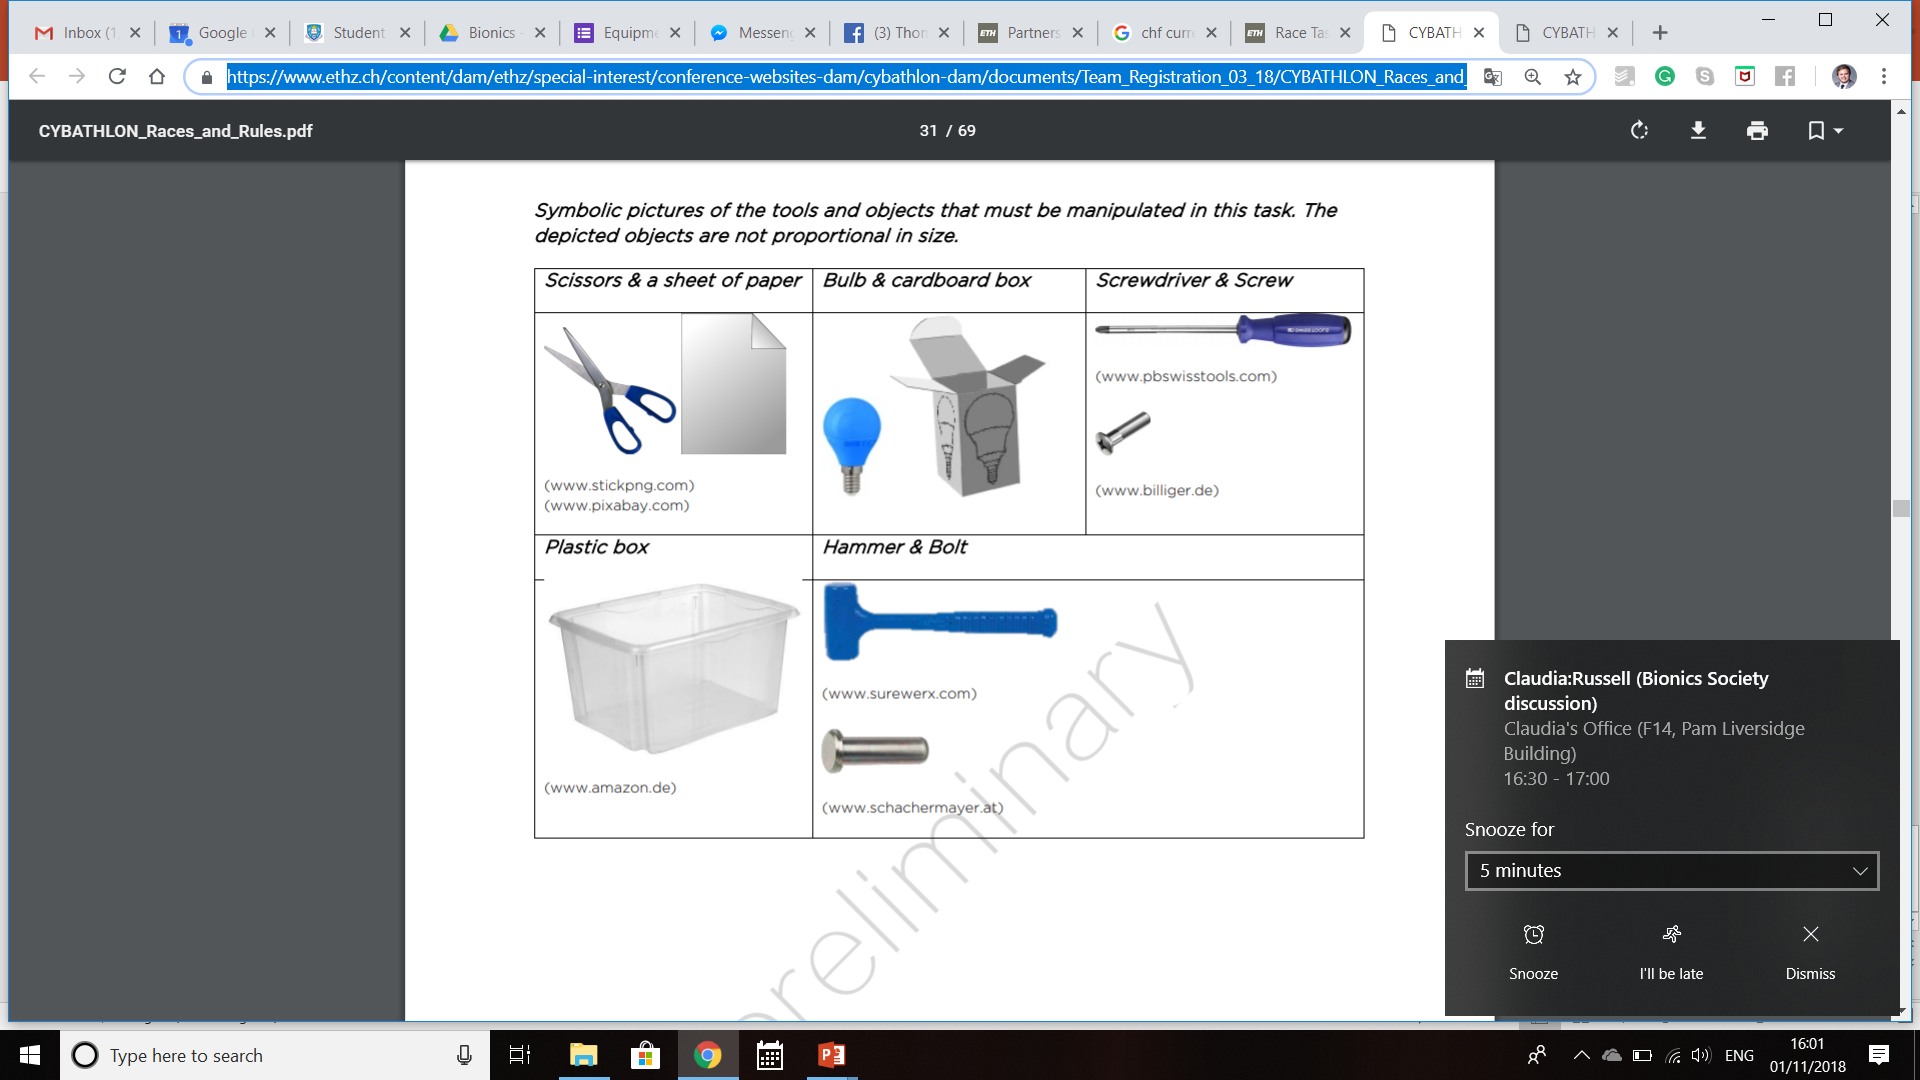 Inbox (1
Google
Student
Bionics -
Equipme
Messeng
(3) Thor
ETH Partners
chf curre
ETH Race Tas
CYBATH
CYBATH
https://www.ethz.ch/content/dam/ethz/special-interest/conference-websites-dam/cybathlon-dam/documents/Team_Registration_03_18/CYBATHLON_Races_and_
CYBATHLON_Races_and_Rules.pdf
31 / 69
Symbolic pictures of the tools and objects that must be manipulated in this task. The
depicted objects are not proportional in size.
Scissors & a sheet of paper
Bulb & cardboard box
Screwdriver & Screw
(www.stickpng.com)
(www.pixabay.com)
(www.pbswisstools.com)
(www.billiger.de)
Plastic box
Hammer & Bolt
(www.amazon.de)
(www.surewerx.com)
(www.schachermayer.at)
preliminary
Claudia:Russell (Bionics Society
discussion)
Claudia's Office (F14, Pam Liversidge
Building)
16:30 - 17:00
Snooze for
5 minutes
Snooze
I'll be late
Dismiss
Type here to search
ENG
16:01
01/11/2018